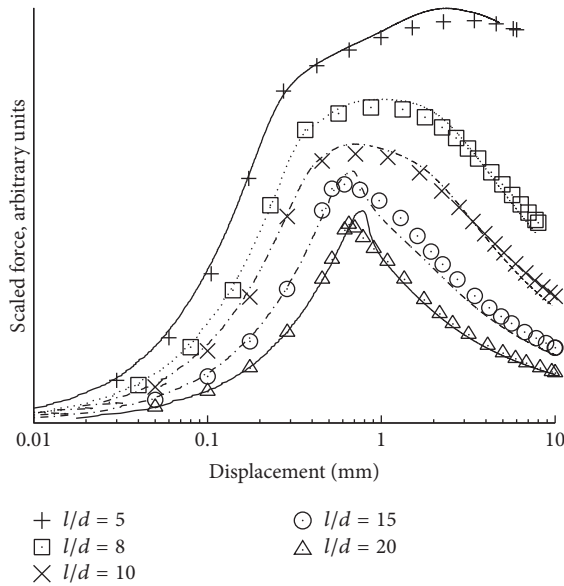 Scaled force, arbitrary units
0.01 0.1 1 10
Displacement (mm)
l/d = 5
l/d = 8
l/d = 10
l/d = 15
l/d = 20